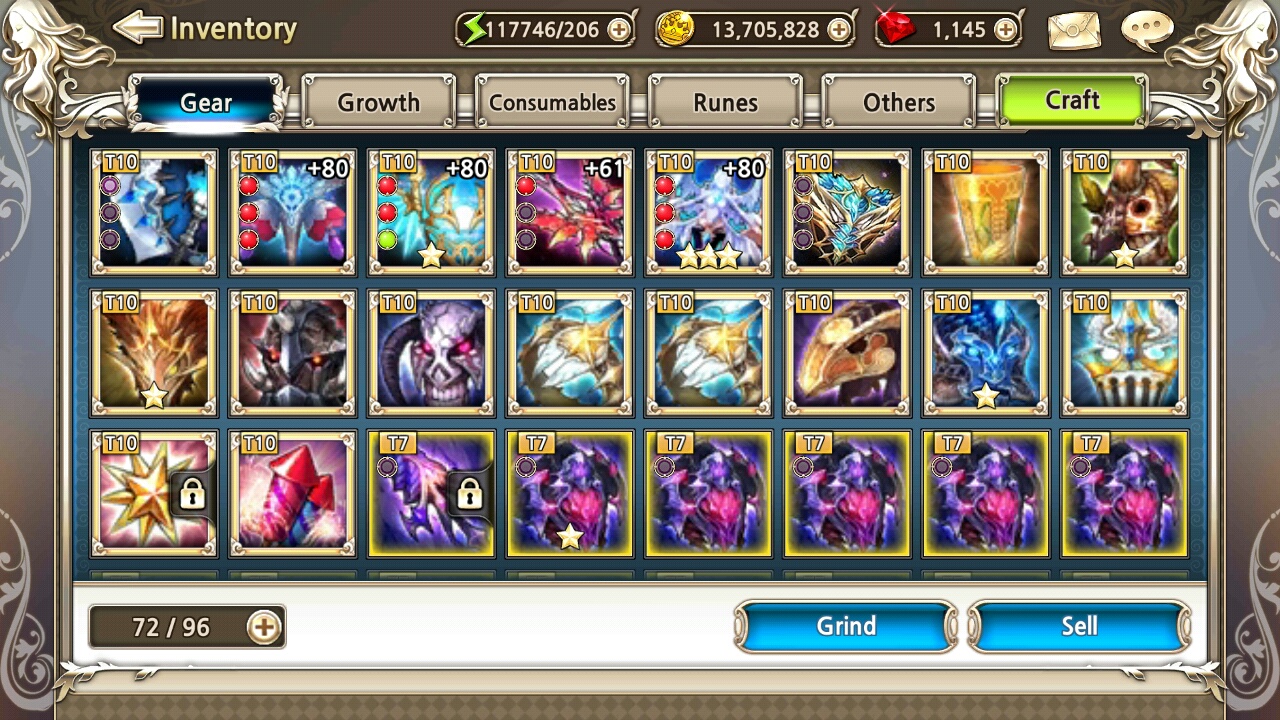 Inventory 117746/206 13,705,828 1,145
Gear Growth Consumables Runes Others Craft
T10 T10 +80 T10 +80 T10 +61 T10 +80 T10 T10 T10
T10 T10 T10 T10 T10 T10 T10 T10
T10 T10 T7 T7 T7 T7 T7 T7
72 / 96 Grind Sell